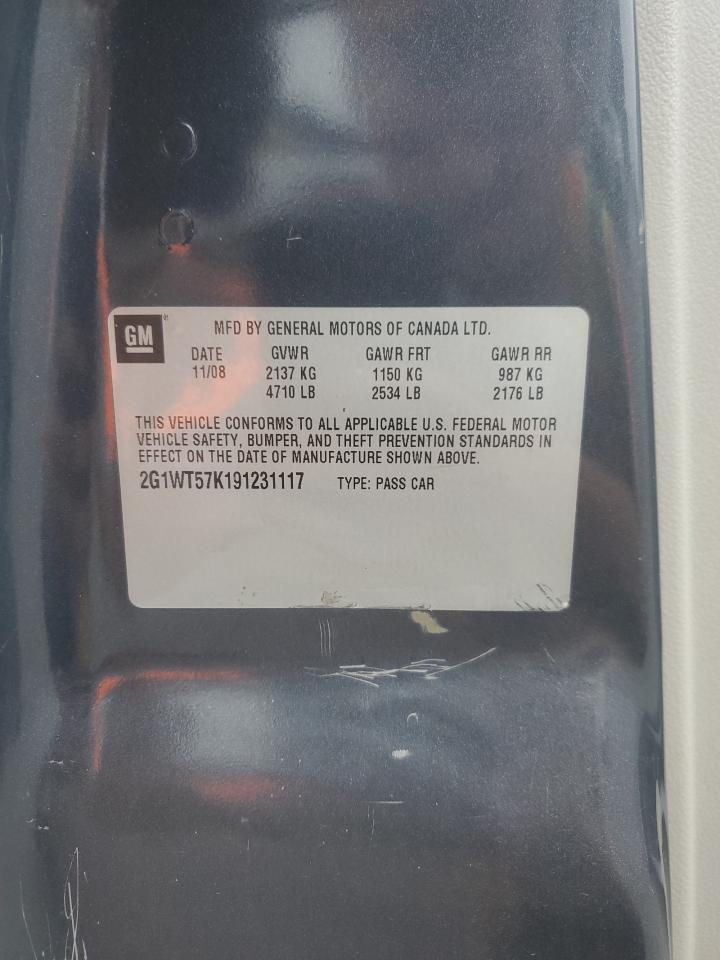 GM
MFD BY GENERAL MOTORS OF CANADA LTD.
DATE GVWR GAWR FRT GAWR RR
11/08 2137 KG 1150 KG 987 KG
4710 LB 2534 LB 2176 LB
THIS VEHICLE CONFORMS TO ALL APPLICABLE U.S. FEDERAL MOTOR
VEHICLE SAFETY, BUMPER, AND THEFT PREVENTION STANDARDS IN
EFFECT ON THE DATE OF MANUFACTURE SHOWN ABOVE.
2G1WT57K191231117 TYPE: PASS CAR